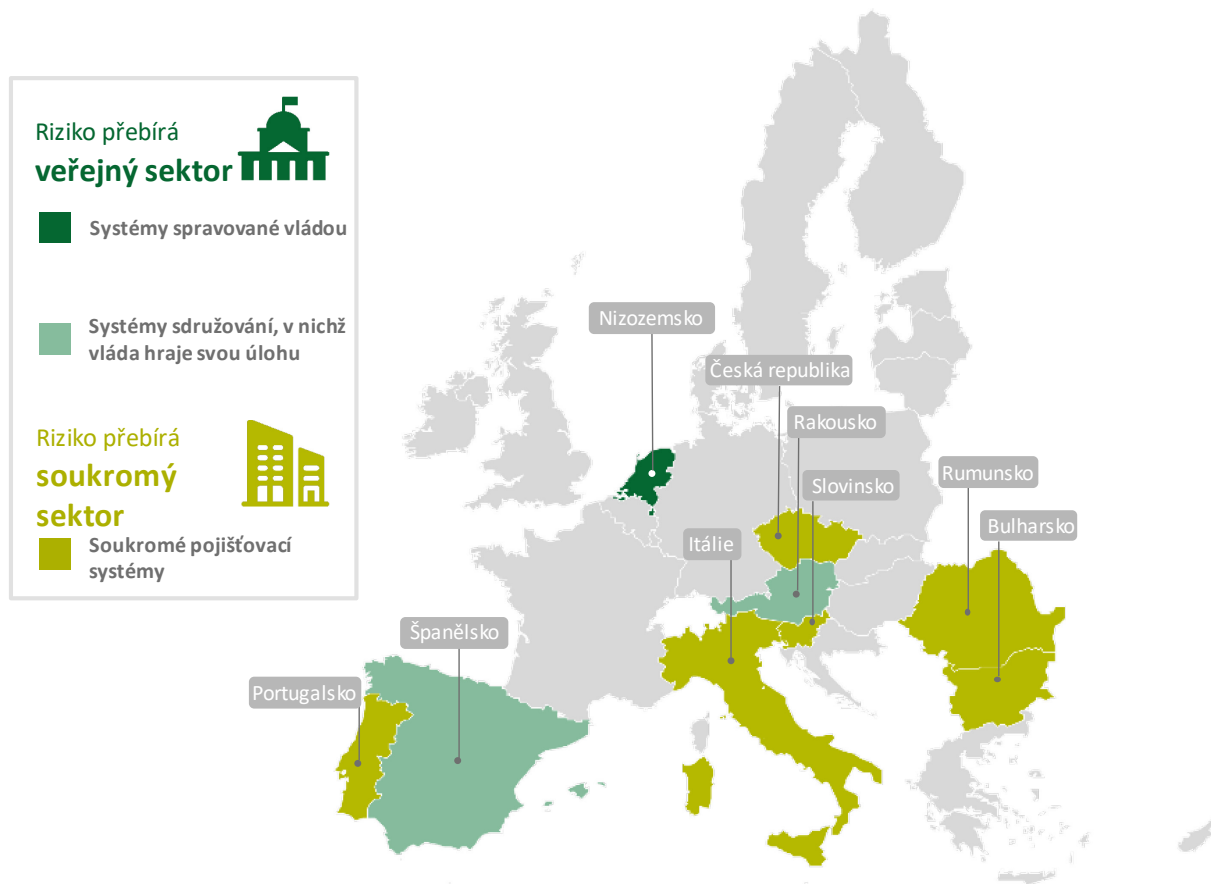 Riziko přebírá
veřejný sektor
Systémy spravované vládou
Systémy sdružování, v nichž
vláda hraje svou úlohu
Riziko přebírá
soukromý
sektor
Soukromé pojišťovací
systémy
Nizozemsko
Česká republika
Rakousko
Slovinsko
Rumunsko
Bulharsko
Itálie
Španělsko
Portugalsko